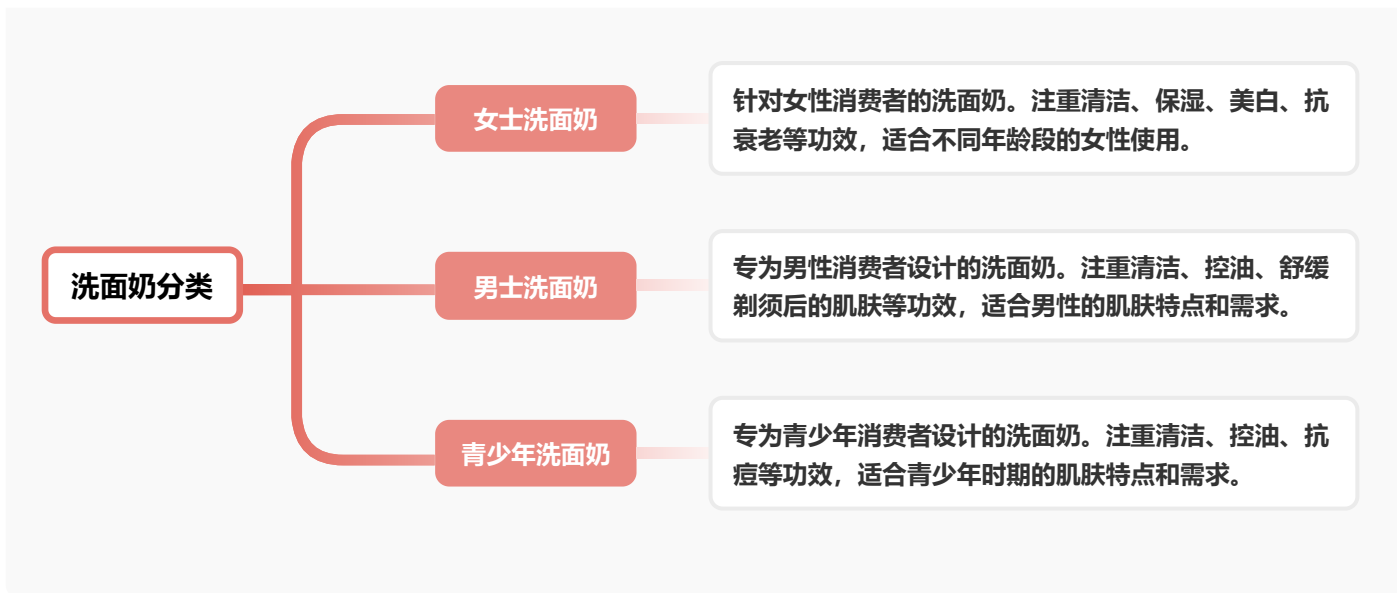 洗面奶分类
女士洗面奶
针对女性消费者的洗面奶。注重清洁、保湿、美白、抗
衰老等功效，适合不同年龄段的女性使用。
男士洗面奶
专为男性消费者设计的洗面奶。注重清洁、控油、舒缓
剃须后的肌肤等功效，适合男性的肌肤特点和需求。
青少年洗面奶
专为青少年消费者设计的洗面奶。注重清洁、控油、抗
痘等功效，适合青少年时期的肌肤特点和需求。